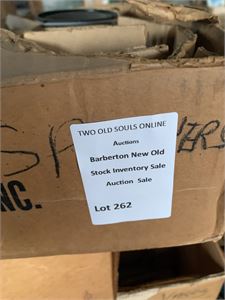 TWO OLD SOULS ONLINE
Auctions
Barberton New Old
Stock Inventory Sale
Auction Sale
Lot 262
INC.